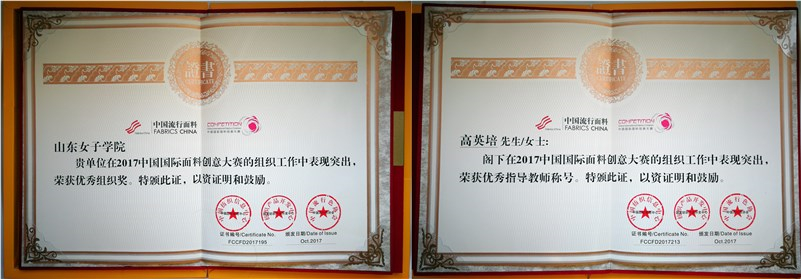 證書
中国流行面料
FABRICS CHINA
COMPETITION
山东女子学院
贵单位在2017中国国际面料创意大赛的组织工作中表现突出，
荣获优秀组织奖。特颁此证，以资证明和鼓励。
证书编号/Certificate No.
颁发日期/Date of Issue
FCCFD2017195
Oct.2017
證書
中国流行面料
FABRICS CHINA
COMPETITION
高英培 先生/女士：
阁下在2017中国国际面料创意大赛的组织工作中表现突出，
荣获优秀指导教师称号。特颁此证，以资证明和鼓励。
证书编号/Certificate No.
颁发日期/Date of Issue
FCCFD2017213
Oct.2017